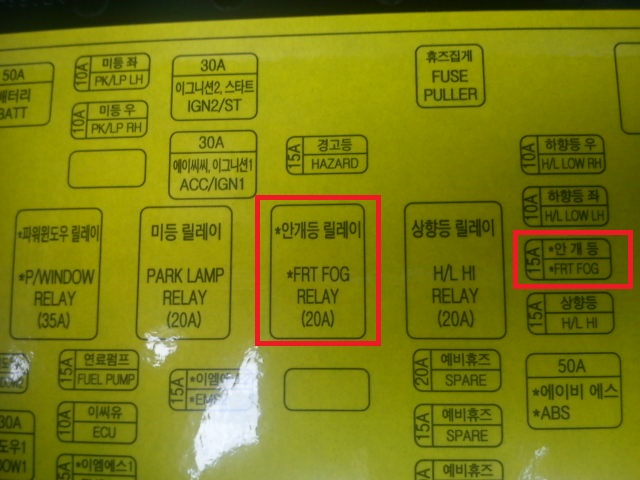 50A
배터리
BATT
10A
미등 좌
PK/LP LH
10A
미등 우
PK/LP RH
30A
이그니션2, 스타트
IGN2/ST
30A
에이씨씨, 이그니션1
ACC/IGN1
휴즈집게
FUSE
PULLER
15A
경고등
HAZARD
10A
하향등 우
H/L LOW RH
10A
하향등 좌
H/L LOW LH
*파워윈도우 릴레이
*P/WINDOW
RELAY
(35A)
미등 릴레이
PARK LAMP
RELAY
(20A)
*안개등 릴레이
*FRT FOG
RELAY
(20A)
상향등 릴레이
H/L HI
RELAY
(20A)
15A
*안 개 등
*FRT FOG
15A
상향등
H/L HI
15A
연료펌프
FUEL PUMP
15A
20A
예비휴즈
SPARE
50A
*에이비 에스
*ABS
30A
10A
이씨유
ECU
15A
예비휴즈
SPARE
*이엠에스1
예비휴즈